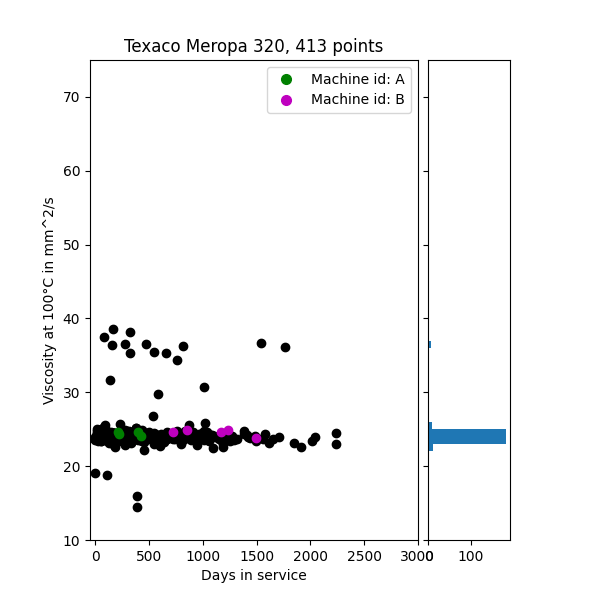 Texaco Meropa 320, 413 points
Machine id: A
Machine id: B
Viscosity at 100°C in mm^2/s
70
60
50
40
30
20
10
0 500 1000 1500 2000 2500 3000
0 100
Days in service